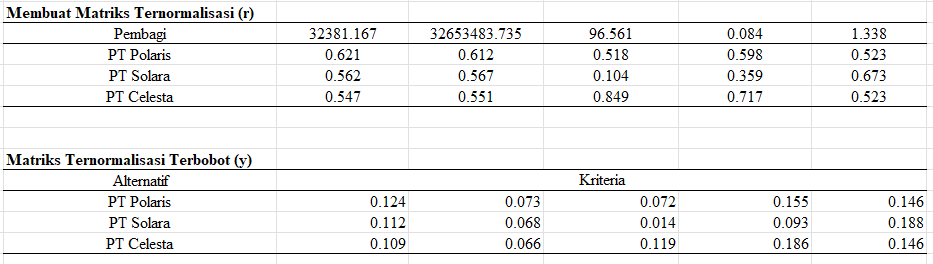 Membuat Matriks Ternormalisasi (r)
Pembagi 32381.167 32653483.735 96.561 0.084 1.338
PT Polaris 0.621 0.612 0.518 0.598 0.523
PT Solara 0.562 0.567 0.104 0.359 0.673
PT Celesta 0.547 0.551 0.849 0.717 0.523
Matriks Ternormalisasi Terbobot (y)
Alternatif Kriteria
PT Polaris 0.124 0.073 0.072 0.155 0.146
PT Solara 0.112 0.068 0.014 0.093 0.188
PT Celesta 0.109 0.066 0.119 0.186 0.146